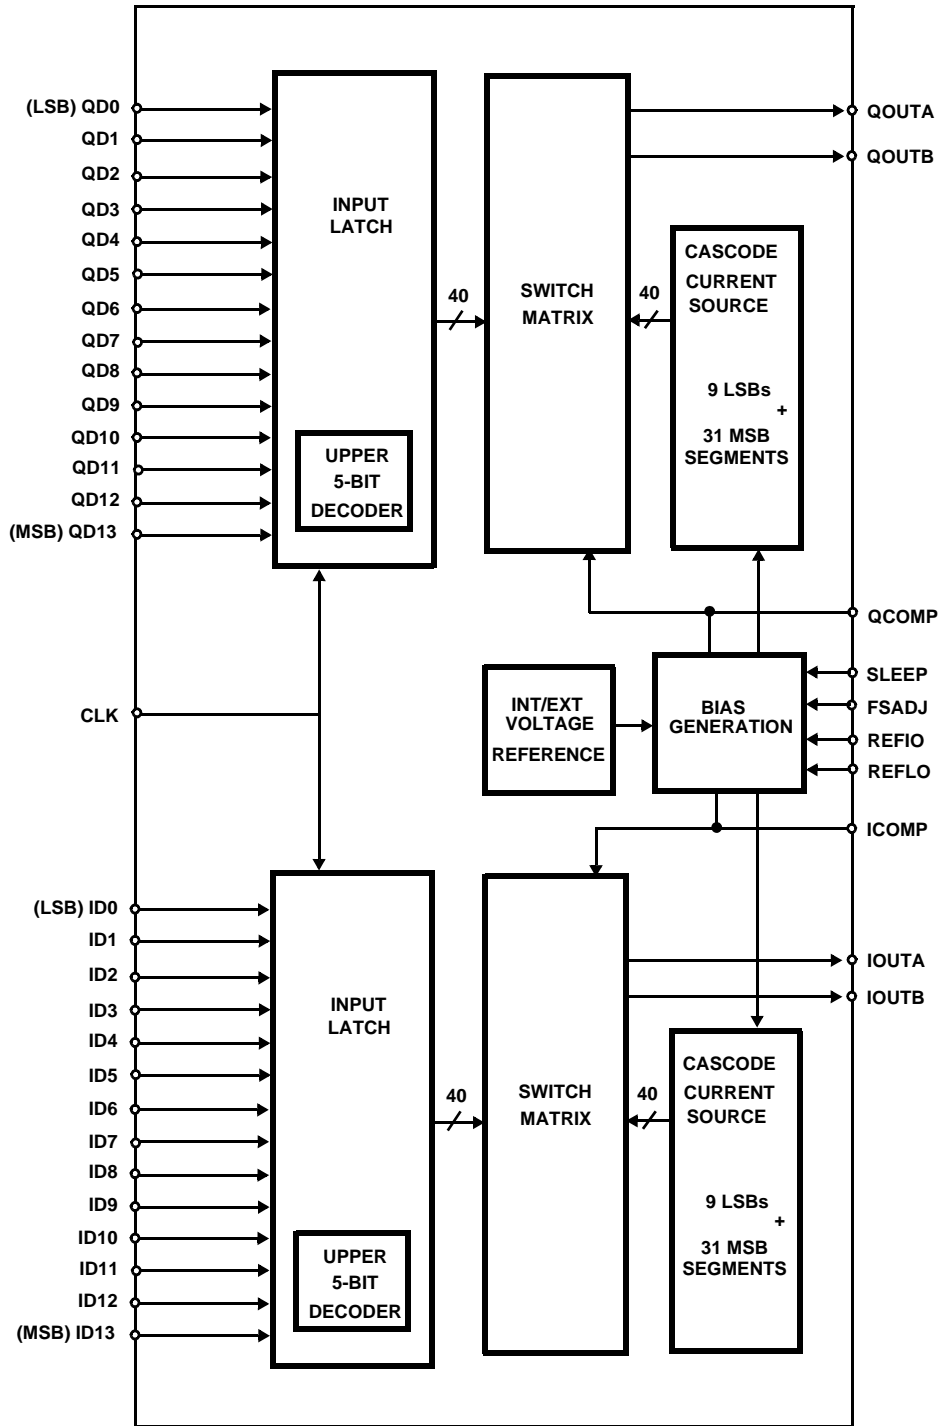 (LSB) QD0
QD1
QD2
QD3
QD4
QD5
QD6
QD7
QD8
QD9
QD10
QD11
QD12
(MSB) QD13
INPUT
LATCH
UPPER
5-BIT
DECODER
40
SWITCH
MATRIX
40
CASCODE
CURRENT
SOURCE
9 LSBs
+
31 MSB
SEGMENTS
QOUTA
QOUTB
QCOMP
SLEEP
FSADJ
REFIO
REFLO
ICOMP
CLK
INT/EXT
VOLTAGE
REFERENCE
BIAS
GENERATION
(LSB) ID0
ID1
ID2
ID3
ID4
ID5
ID6
ID7
ID8
ID9
ID10
ID11
ID12
(MSB) ID13
INPUT
LATCH
UPPER
5-BIT
DECODER
40
SWITCH
MATRIX
40
CASCODE
CURRENT
SOURCE
9 LSBs
+
31 MSB
SEGMENTS
IOUTA
IOUTB